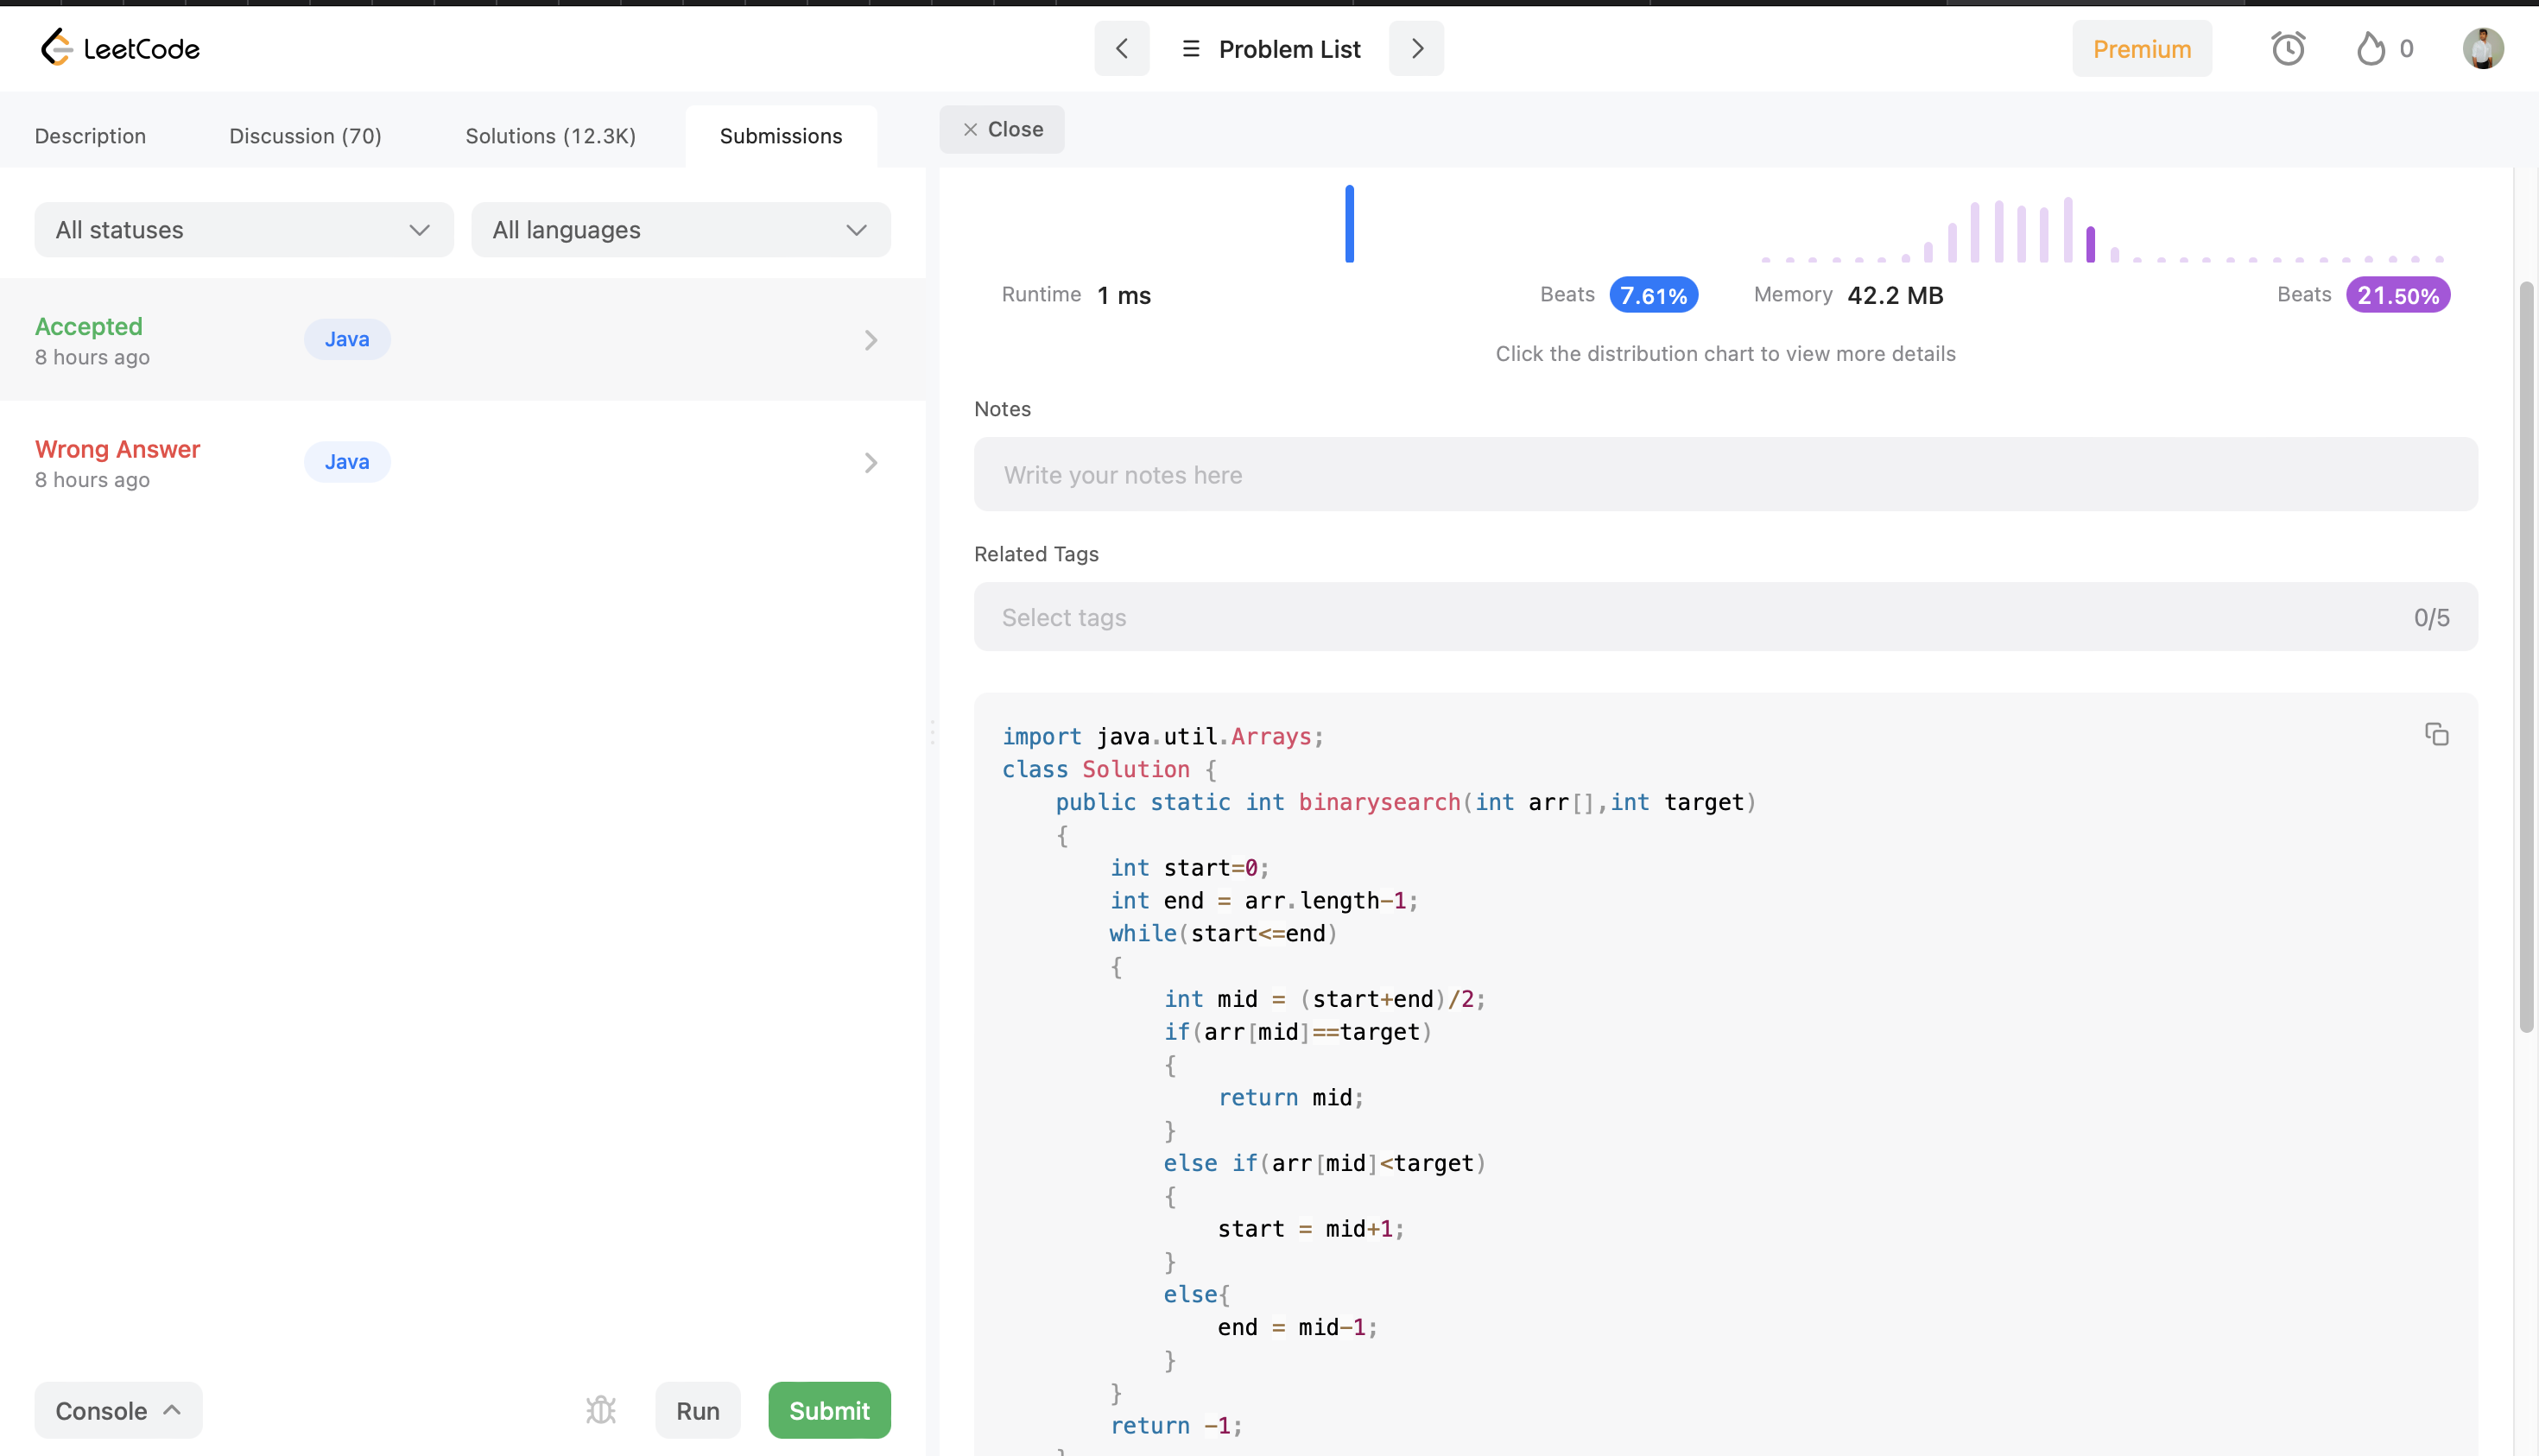 LeetCode
Problem List
Premium
0
Description
Discussion (70)
Solutions (12.3K)
Submissions
Close
All statuses
All languages
Accepted
8 hours ago
Java
Wrong Answer
8 hours ago
Java
Console
Run
Submit
Runtime 1 ms
Beats 7.61%
Memory 42.2 MB
Beats 21.50%
Click the distribution chart to view more details
Notes
Write your notes here
Related Tags
Select tags
0/5
import java.util.Arrays;
class Solution {
    public static int binarysearch(int arr[],int target)
    {
        int start=0;
        int end = arr.length-1;
        while(start<=end)
        {
            int mid = (start+end)/2;
            if(arr[mid]==target)
            {
                return mid;
            }
            else if(arr[mid]<target)
            {
                start = mid+1;
            }
            else{
                end = mid-1;
            }
        }
        return -1;